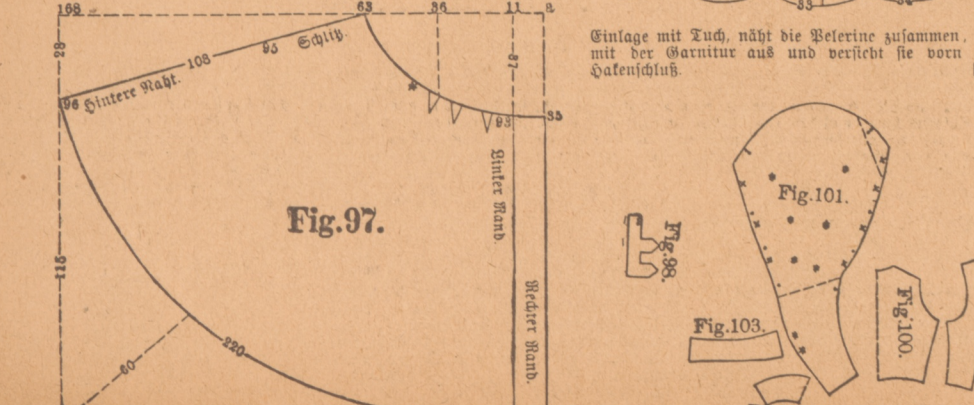 168
63
36
11
a
28
Hintere Naht.
108
95
Schlitz.
87
96
93
35
Linker Rand.
Fig.97.
115
Rechter Rand.
220
60
33
Einlage mit Tuch, näht die Pelerine zusammen,
mit der Garnitur aus und versieht sie vorn
Hakenschluß.
Fig.101.
Fig.98.
Fig.103.
Fig.100.